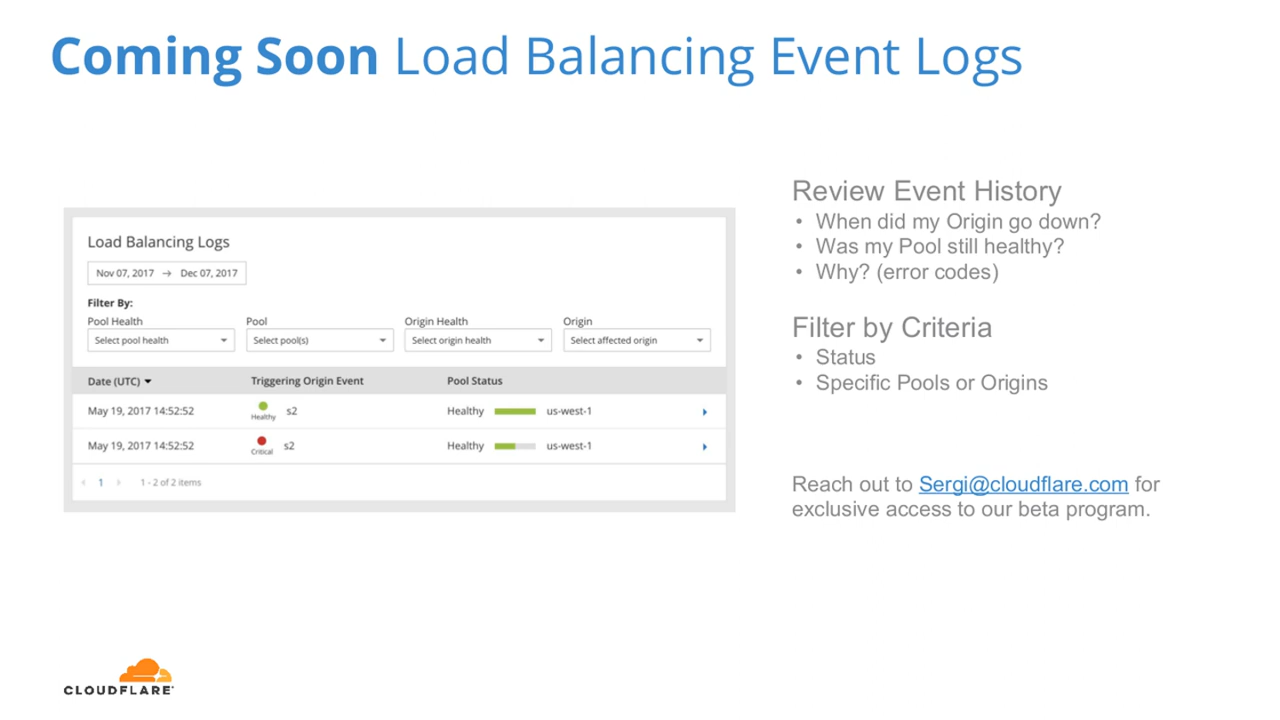 Coming Soon Load Balancing Event Logs
Load Balancing Logs
Nov 07, 2017 → Dec 07, 2017
Filter By:
Pool Health Pool Origin Health Origin
Select pool health Select pool(s) Select origin health Select affected origin
Date (UTC) Triggering Origin Event Pool Status
May 19, 2017 14:52:52 Healthy s2 Healthy us-west-1
May 19, 2017 14:52:52 Critical s2 Healthy us-west-1
1 1 - 2 of 2 items
Review Event History
• When did my Origin go down?
• Was my Pool still healthy?
• Why? (error codes)
Filter by Criteria
• Status
• Specific Pools or Origins
Reach out to Sergi@cloudflare.com for
exclusive access to our beta program.
CLOUDFLARE